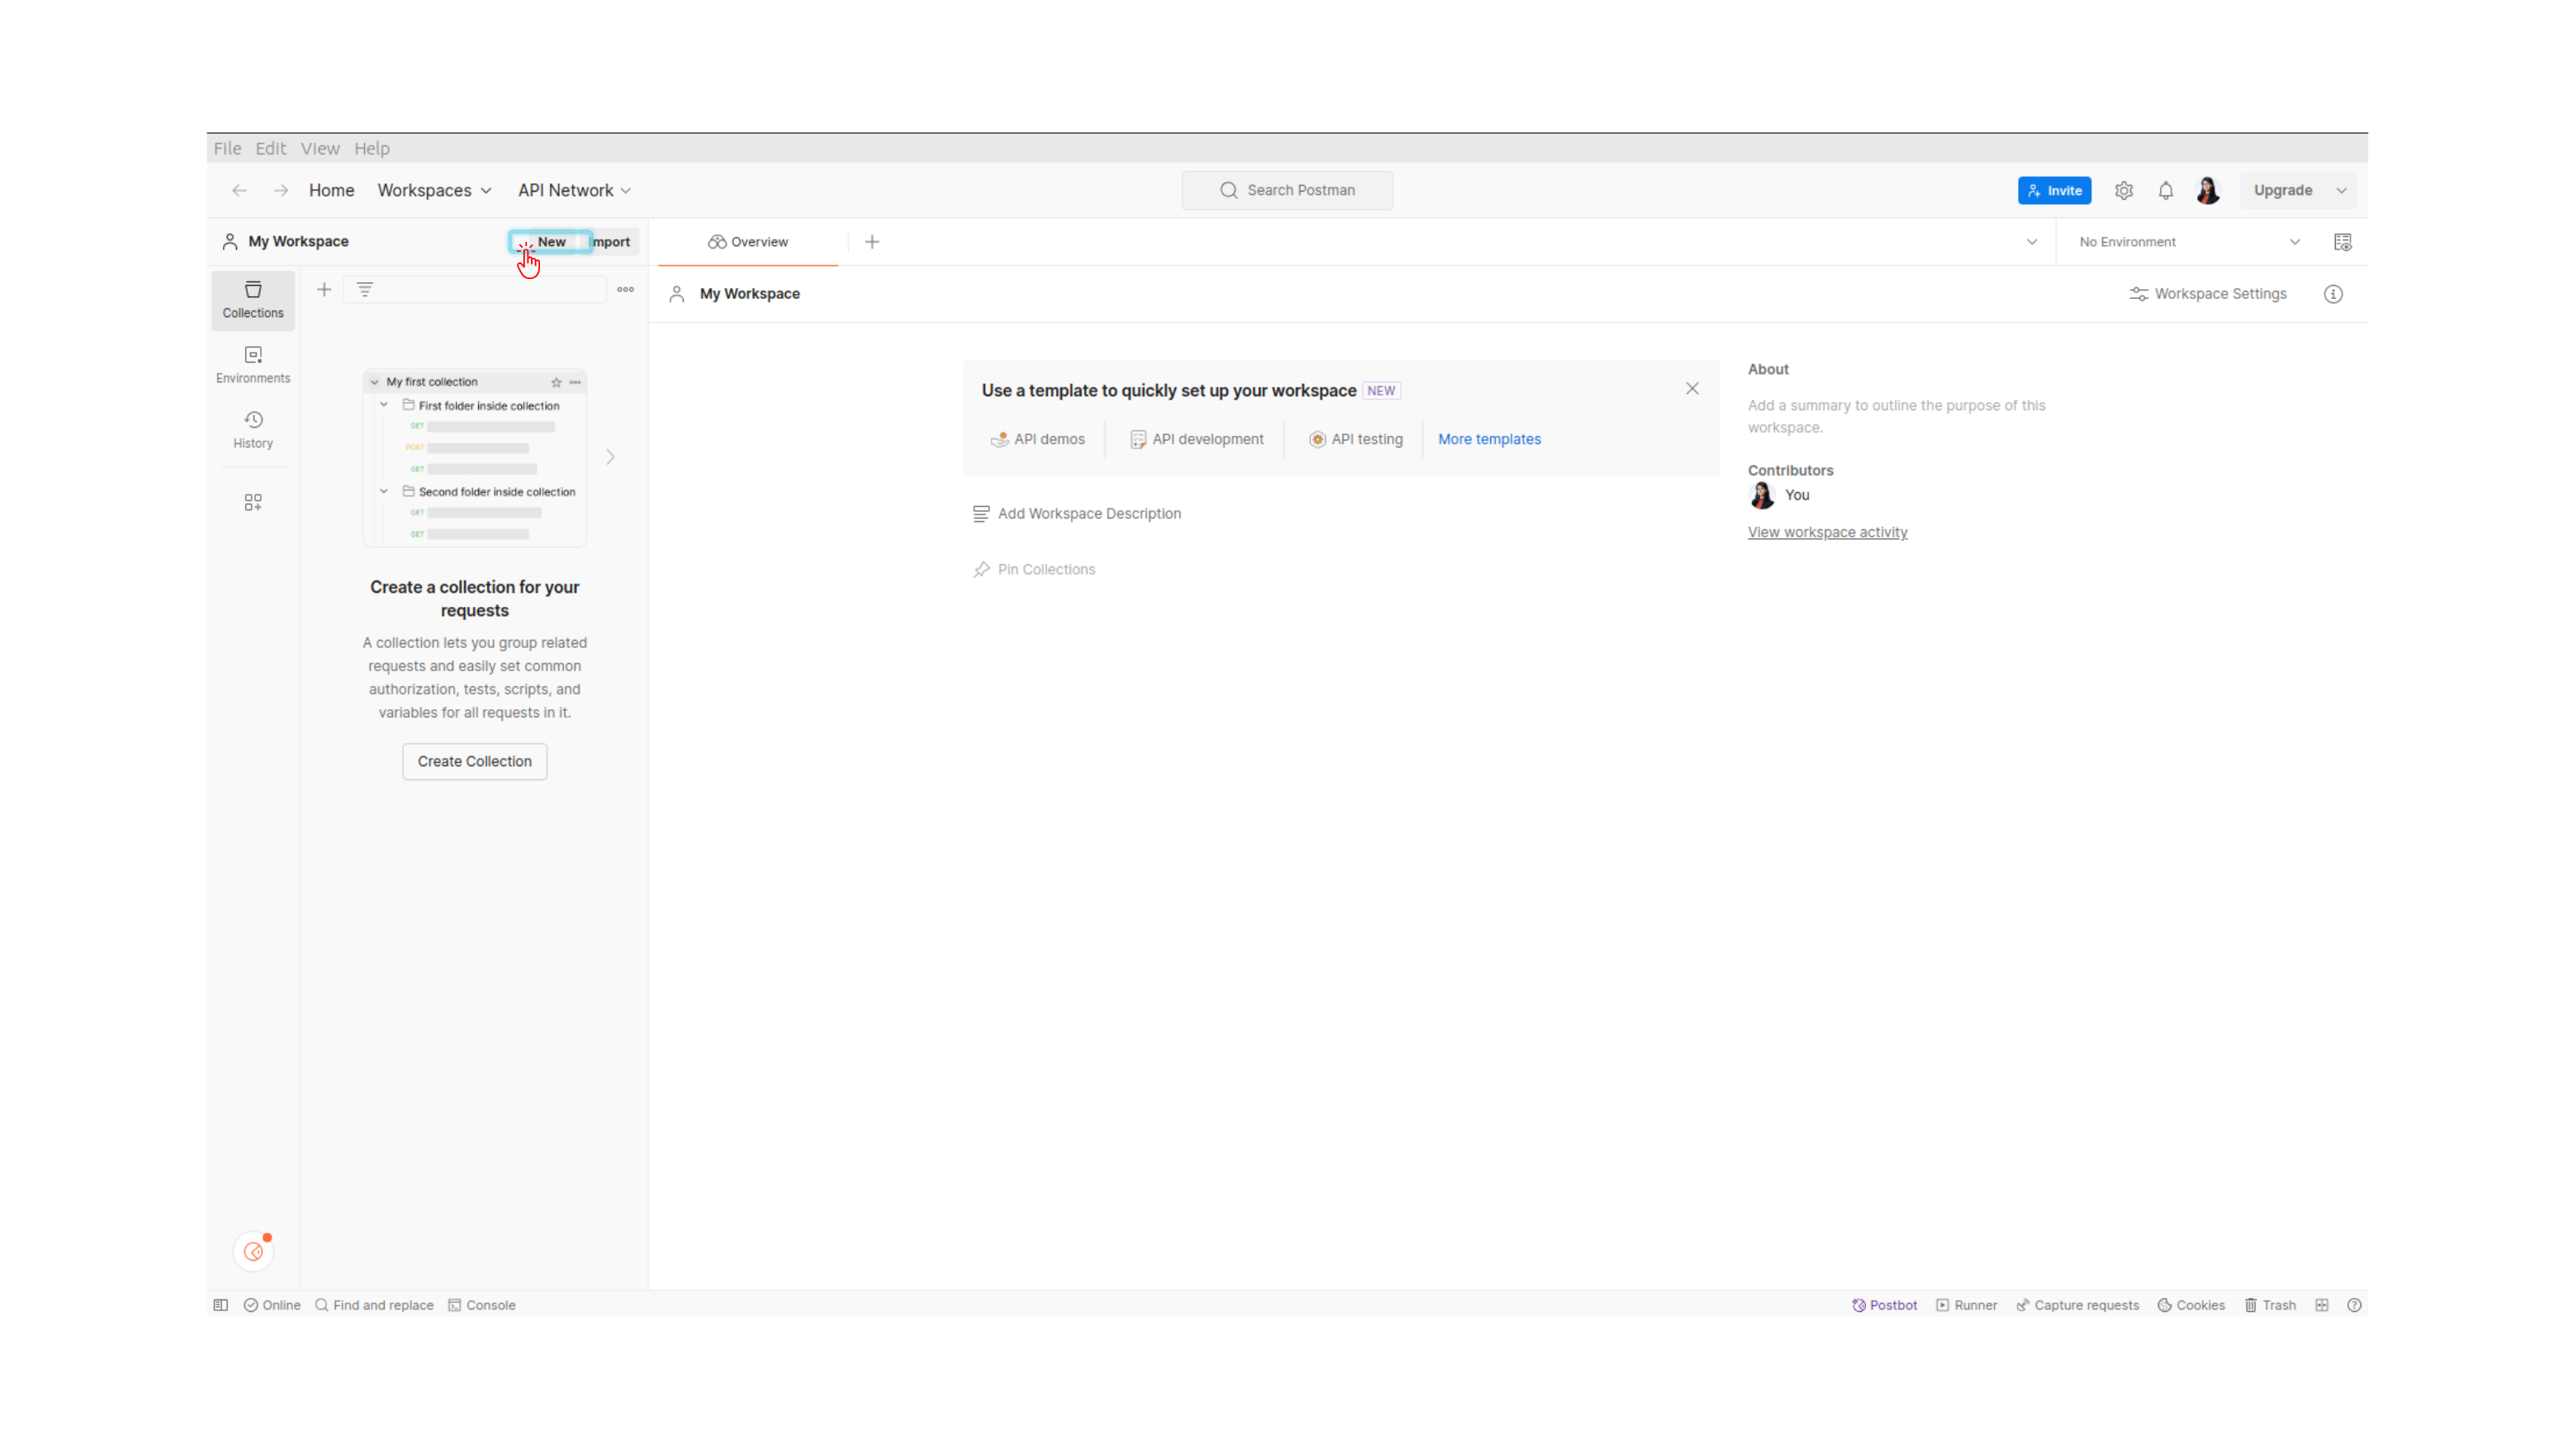 File Edit View Help
Home Workspaces API Network Search Postman Invite Upgrade
My Workspace New mport Overview No Environment
Collections
My Workspace Workspace Settings
Environments
History
My first collection
First folder inside collection
GET
POST
GET
Second folder inside collection
GET
GET
Create a collection for your
requests
A collection lets you group related
requests and easily set common
authorization, tests, scripts, and
variables for all requests in it.
Create Collection
Use a template to quickly set up your workspace NEW
API demos API development API testing More templates
Add Workspace Description
Pin Collections
About
Add a summary to outline the purpose of this
workspace.
Contributors
You
View workspace activity
Online Find and replace Console Postbot Runner Capture requests Cookies Trash